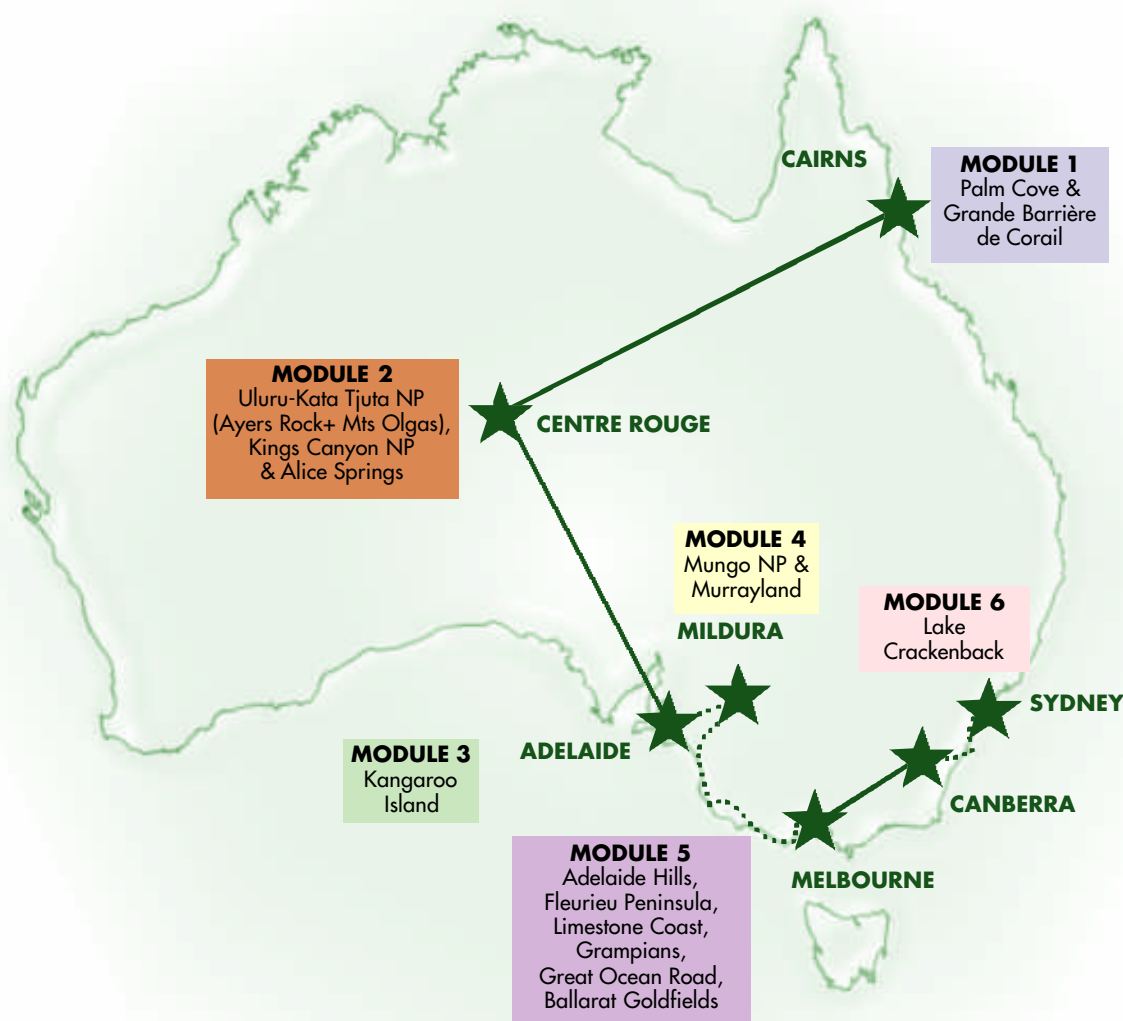 CAIRNS
MODULE 1
Palm Cove &
Grande Barrière
de Corail
MODULE 2
Uluru-Kata Tjuta NP
(Ayers Rock+ Mts Olgas),
Kings Canyon NP
& Alice Springs
CENTRE ROUGE
MODULE 4
Mungo NP &
Murrayland
MILDURA
MODULE 6
Lake
Crackenback
SYDNEY
ADELAIDE
MODULE 3
Kangaroo
Island
CANBERRA
MODULE 5
Adelaide Hills,
Fleurieu Peninsula,
Limestone Coast,
Grampians,
Great Ocean Road,
Ballarat Goldfields
MELBOURNE